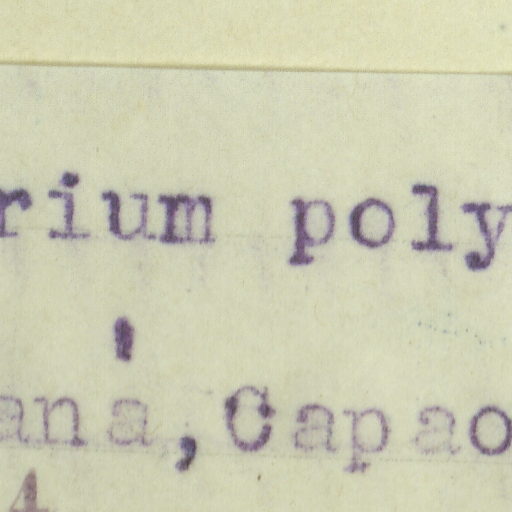 rium poly
'
ana,Capao
4